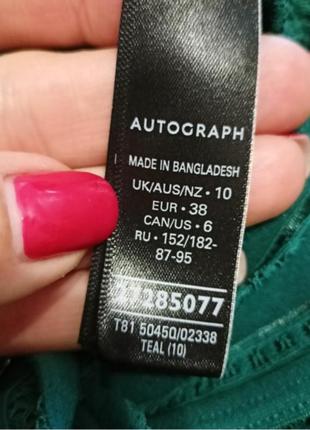 AUTOGRAPH
MADE IN BANGLADESH
UK/AUS/NZ • 10
EUR • 38
CAN/US • 6
RU • 152/182-
87-95
T81 5045Q/02338
TEAL (10)